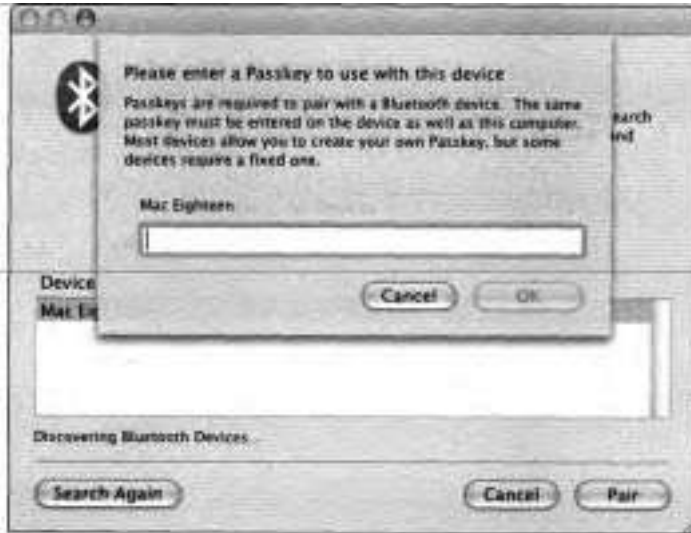 Please enter a Passkey to use with this device
Passkeys are required to pair with a Bluetooth device. The same
passkey must be entered on the device as well as this computer.
Most devices allow you to create your own Passkey, but some
devices require a fixed one.
earch
Mac Eighteen
Cancel
OK
Device
Mac Eig
Discovering Bluetooth Devices...
Search Again
Cancel
Pair